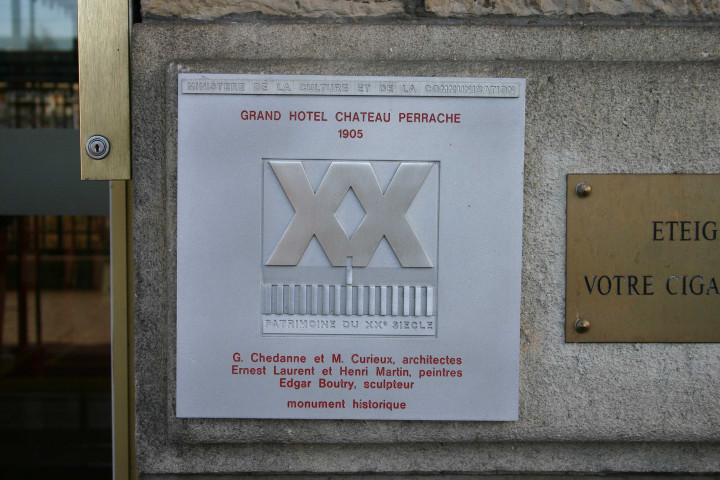 MINISTERE DE LA CULTURE ET DE LA COMMUNICATION
GRAND HOTEL CHATEAU PERRACHE
1905
XX
PATRIMOINE DU XXe SIECLE
G. Chedanne et M. Curieux, architectes
Ernest Laurent et Henri Martin, peintres
Edgar Boutry, sculpteur
monument historique
ETEIG
VOTRE CIGA